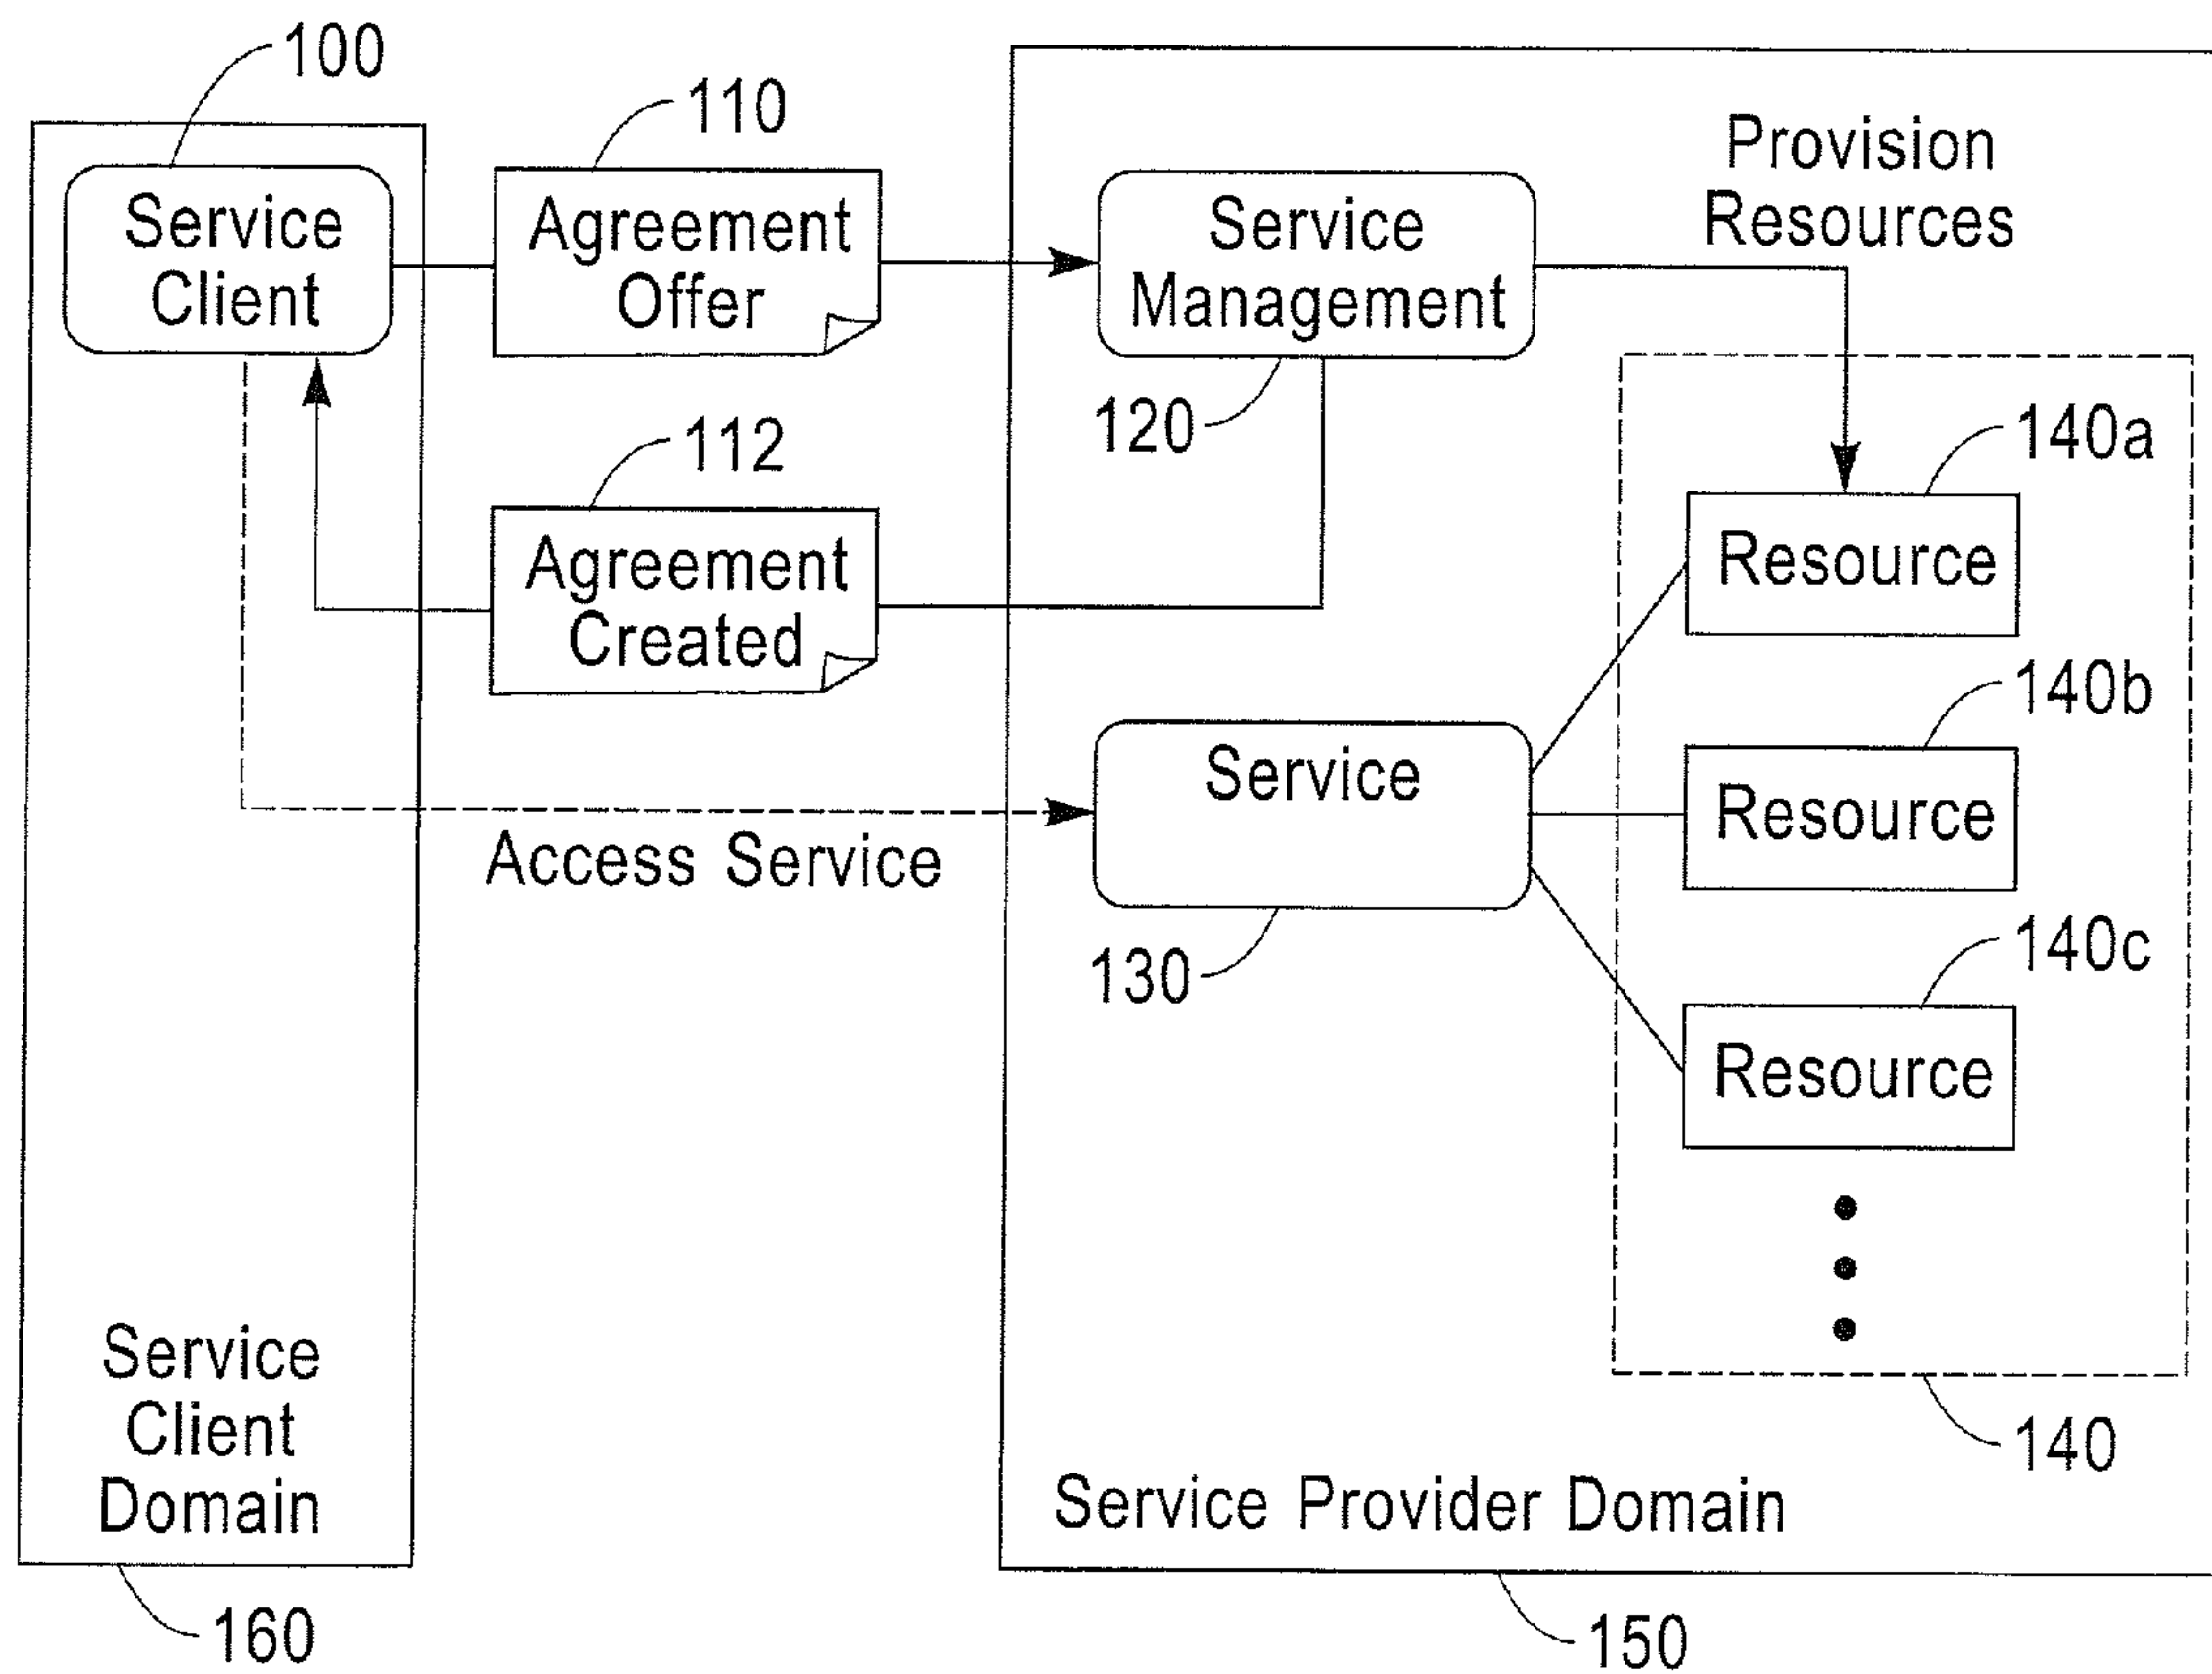 100
110
Provision
Resources
Service
Client
Agreement
Offer
Service
Management
120
140a
112
Resource
Agreement
Created
140b
Service
Resource
Access Service
130
140c
Resource
Service
Client
Domain
140
Service Provider Domain
160
150